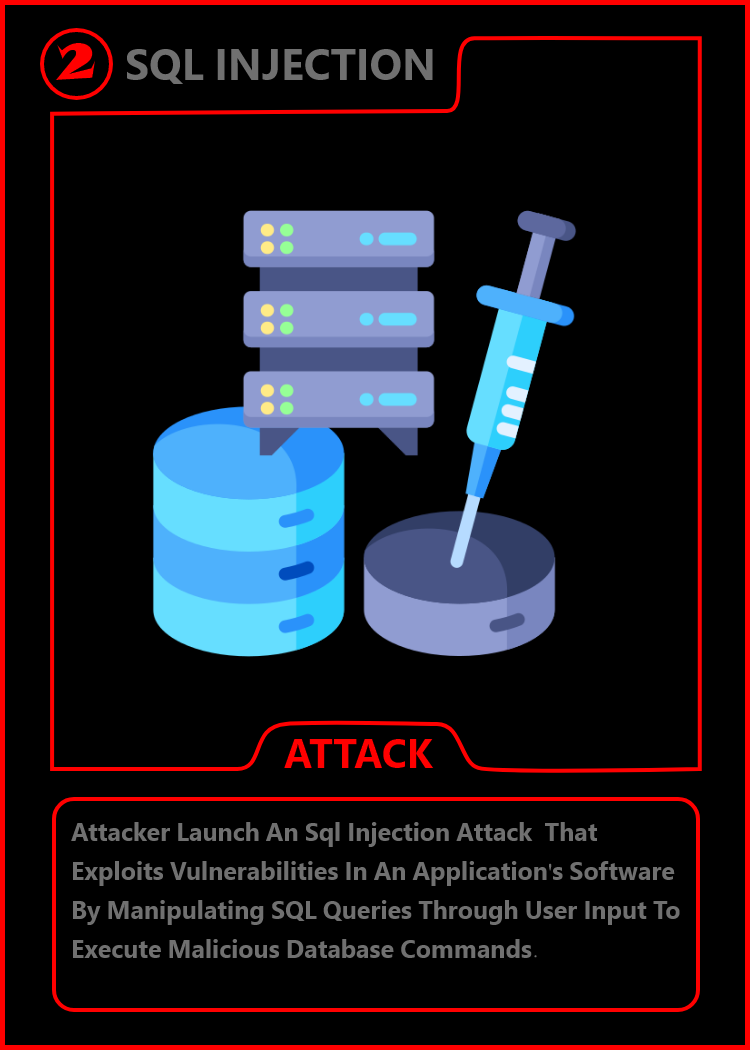 2 SQL INJECTION
ATTACK
Attacker Launch An Sql Injection Attack  That
Exploits Vulnerabilities In An Application's Software
By Manipulating SQL Queries Through User Input To
Execute Malicious Database Commands.